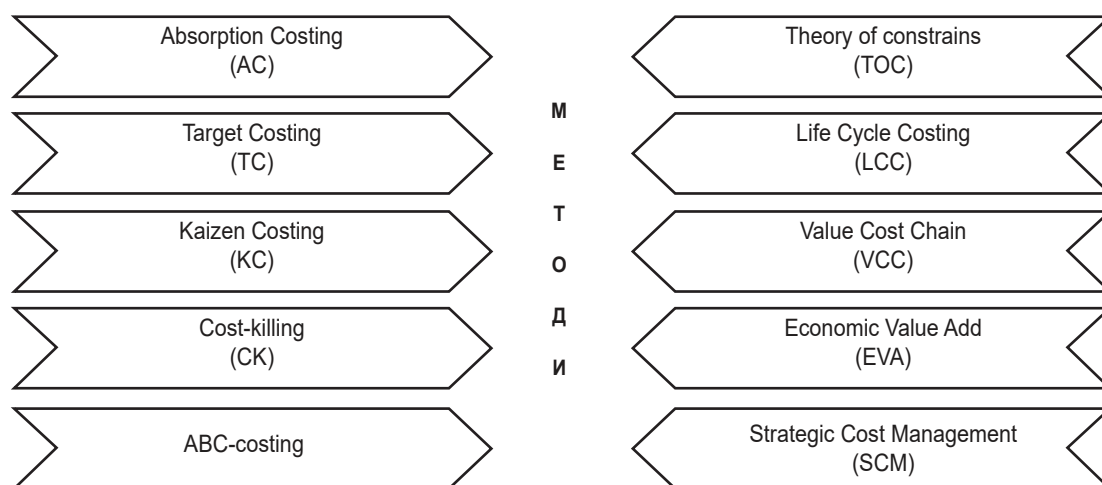 Absorption Costing
(AC)
Target Costing
(TC)
Kaizen Costing
(KC)
Cost-killing
(CK)
ABC-costing
М
Е
Т
О
Д
И
Theory of constrains
(TOC)
Life Cycle Costing
(LCC)
Value Cost Chain
(VCC)
Economic Value Add
(EVA)
Strategic Cost Management
(SCM)